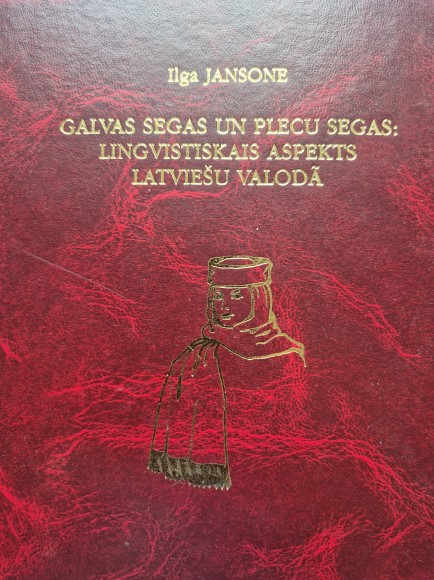 Ilga JANSONE
GALVAS SEGAS UN PLECU SEGAS:
LINGVISTISKAIS ASPEKTS
LATVIEŠU VALODĀ